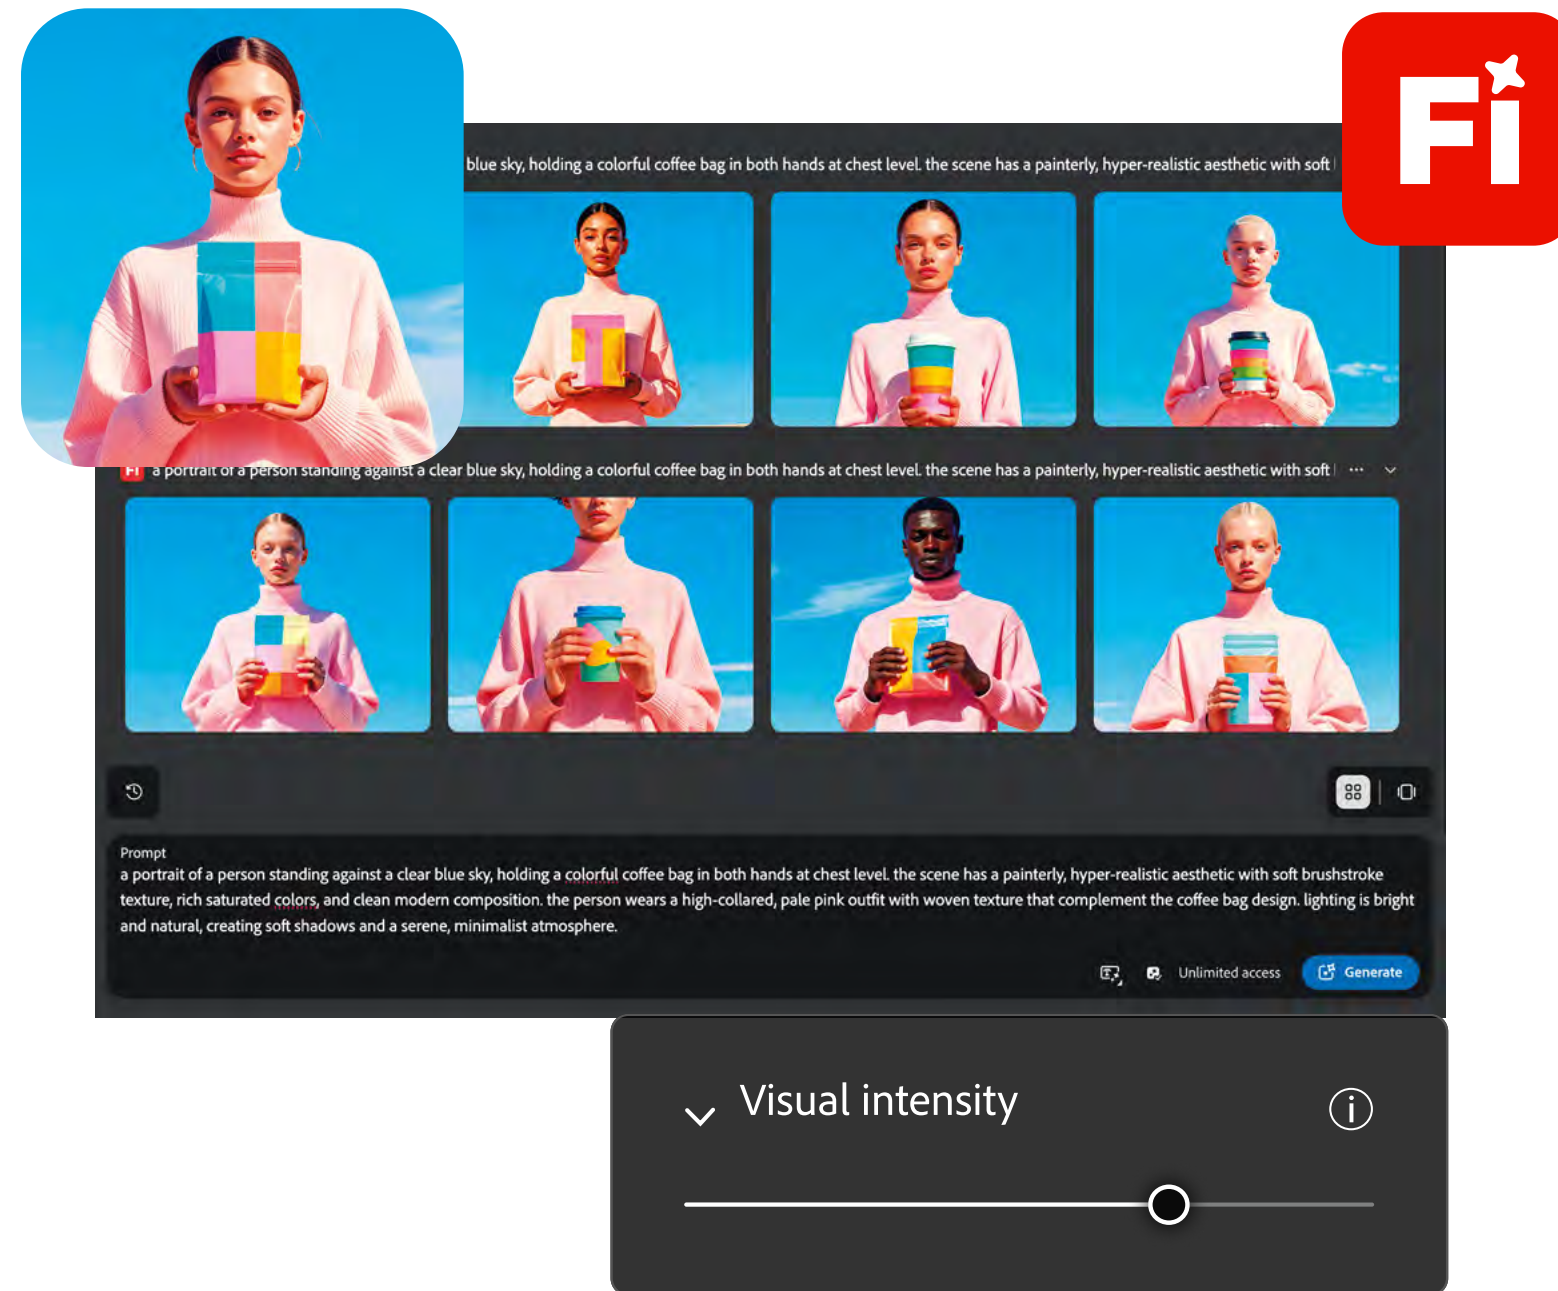 Fi
blue sky, holding a colorful coffee bag in both hands at chest level. the scene has a painterly, hyper-realistic aesthetic with soft
Fi a portrait of a person standing against a clear blue sky, holding a colorful coffee bag in both hands at chest level. the scene has a painterly, hyper-realistic aesthetic with soft
Prompt
a portrait of a person standing against a clear blue sky, holding a colorful coffee bag in both hands at chest level. the scene has a painterly, hyper-realistic aesthetic with soft brushstroke
texture, rich saturated colors, and clean modern composition. the person wears a high-collared, pale pink outfit with woven texture that complement the coffee bag design. lighting is bright
and natural, creating soft shadows and a serene, minimalist atmosphere.
Unlimited access
Generate
Visual intensity